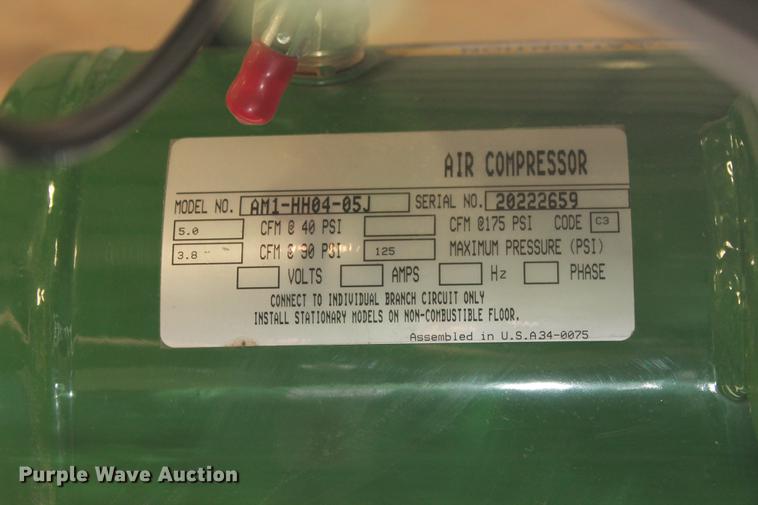 AIR COMPRESSOR
MODEL NO. AM1-HH04-05J SERIAL NO. 20222659
5.0 CFM @ 40 PSI CFM @175 PSI CODE C3
3.8 CFM @ 90 PSI 125 MAXIMUM PRESSURE (PSI)
VOLTS AMPS Hz PHASE
CONNECT TO INDIVIDUAL BRANCH CIRCUIT ONLY
INSTALL STATIONARY MODELS ON NON-COMBUSTIBLE FLOOR.
Assembled in U.S.A34-0075
Purple Wave Auction